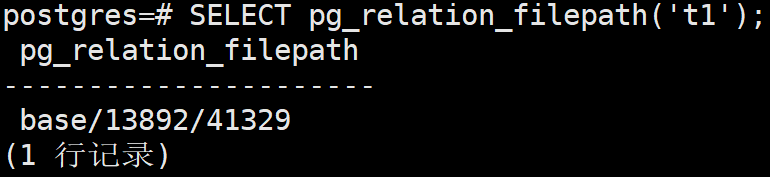 postgres=# SELECT pg_relation_filepath('t1');
 pg_relation_filepath
----------------------
 base/13892/41329
(1 行记录)